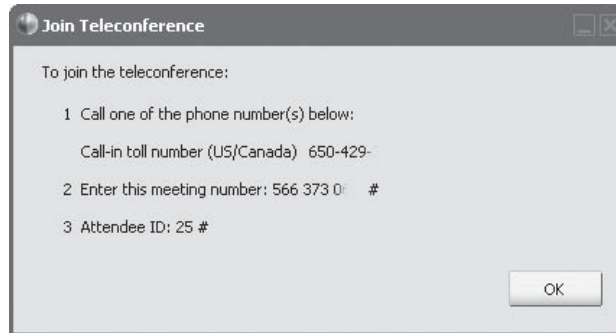 Join Teleconference
To join the teleconference:
1 Call one of the phone number(s) below:
Call-in toll number (US/Canada) 650-429-
2 Enter this meeting number: 566 373 0 #
3 Attendee ID: 25 #
OK